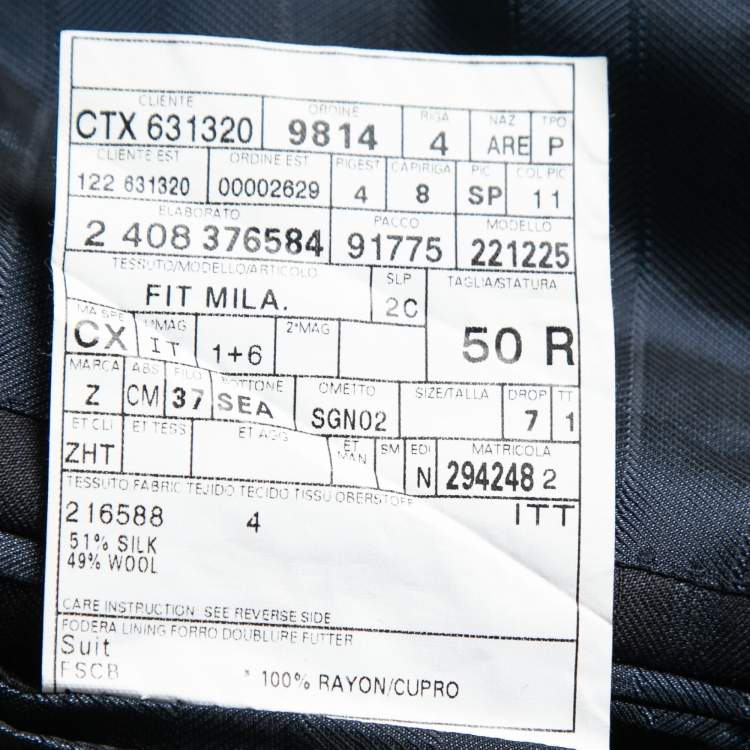 CLIENTE ORDINE RIGA NAZ TPO
CTX 631320 9814 4 ARE P
CLIENTE EST ORDINE EST PIGEST CAPIRIGA PIC COL PIC
122 631320 00002629 4 8 SP 11
ELABORATO PACCO MODELLO
2 408 376584 91775 221225
TESSUTO/MODELLO/ARTICOLO SLP TAGLIA/STATURA
FIT MILA. 2C 50 R
MA SPE 1°MAG 2°MAG
CX IT 1+6
MARCA ABS FILO BOTTONE OMETTO SIZE/TALLA DROP TT
Z CM 37 SEA SGN02 7 1
ET CLI ET TESS ET AGG ET MAN SM EDI MATRICOLA
ZHT N 294248 2
TESSUTO FABRIC TEJIDO TECIDO TISSU OBERSTOFF
216588 4 ITT
51% SILK
49% WOOL
CARE INSTRUCTION SEE REVERSE SIDE
FODERA LINING FORRO DOUBLURE FUTTER
Suit
FSCB * 100% RAYON/CUPRO